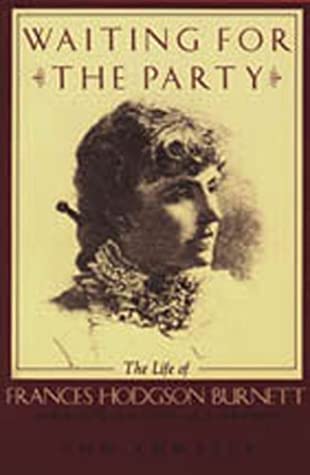 WAITING FOR
THE PARTY
The Life of
FRANCES HODGSON BURNETT